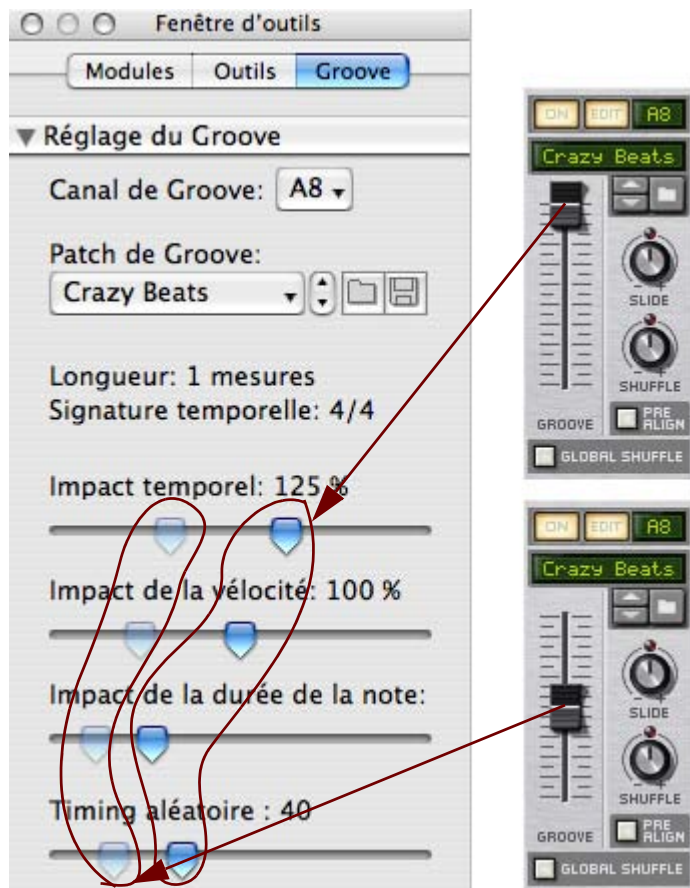 Fenêtre d'outils
Modules Outils Groove
Réglage du Groove
Canal de Groove: A8
Patch de Groove:
Crazy Beats
Longueur: 1 mesures
Signature temporelle: 4/4
Impact temporel: 125 %
Impact de la vélocité: 100 %
Impact de la durée de la note:
Timing aléatoire : 40
ON EDIT A8
Crazy Beats
SLIDE
SHUFFLE
GROOVE
PRE
ALIGN
GLOBAL SHUFFLE
ON EDIT A8
Crazy Beats
SLIDE
SHUFFLE
GROOVE
PRE
ALIGN
GLOBAL SHUFFLE